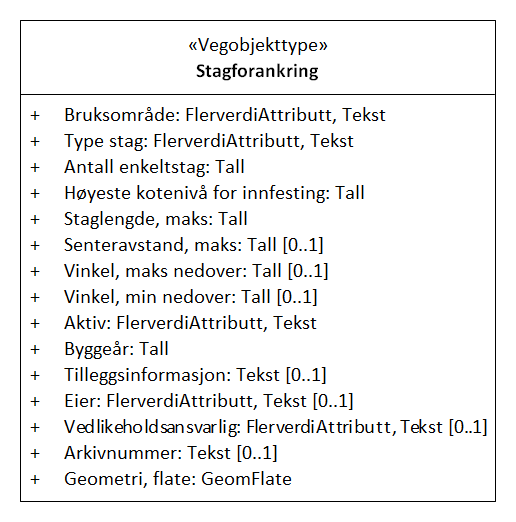 «Vegobjekttype»
Stagforankring
+ Bruksområde: FlerverdiAttributt, Tekst
+ Type stag: FlerverdiAttributt, Tekst
+ Antall enkeltstag: Tall
+ Høyeste kotenivå for innfesting: Tall
+ Staglengde, maks: Tall
+ Senteravstand, maks: Tall [0..1]
+ Vinkel, maks nedover: Tall [0..1]
+ Vinkel, min nedover: Tall [0..1]
+ Aktiv: FlerverdiAttributt, Tekst
+ Byggeår: Tall
+ Tilleggsinformasjon: Tekst [0..1]
+ Eier: FlerverdiAttributt, Tekst [0..1]
+ Vedlikeholdsansvarlig: FlerverdiAttributt, Tekst [0..1]
+ Arkivnummer: Tekst [0..1]
+ Geometri, flate: GeomFlate